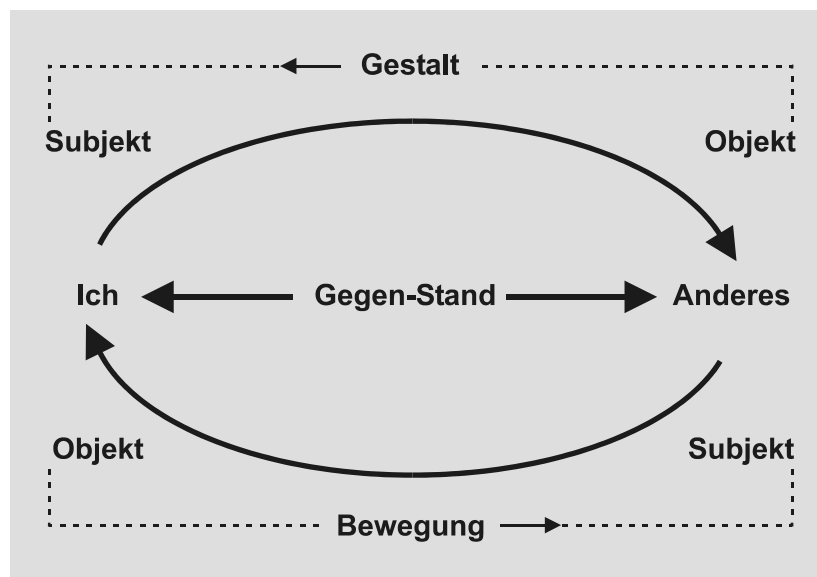 Gestalt
Subjekt Objekt
Ich Gegen-Stand Anderes
Objekt Subjekt
Bewegung